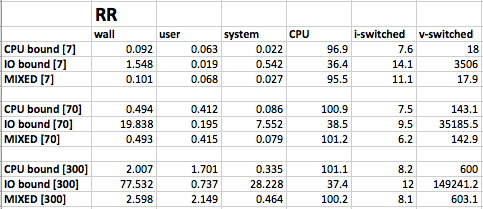 RR
wall user system CPU i-switched v-switched
CPU bound [7] 0.092 0.063 0.022 96.9 7.6 18
IO bound [7] 1.548 0.019 0.542 36.4 14.1 3506
MIXED [7] 0.101 0.068 0.027 95.5 11.1 17.9
CPU bound [70] 0.494 0.412 0.086 100.9 7.5 143.1
IO bound [70] 19.838 0.195 7.552 38.5 9.5 35185.5
MIXED [70] 0.493 0.415 0.079 101.2 6.2 142.9
CPU bound [300] 2.007 1.701 0.335 101.1 8.2 600
IO bound [300] 77.532 0.737 28.228 37.4 12 149241.2
MIXED [300] 2.598 2.149 0.464 100.2 8.1 603.1